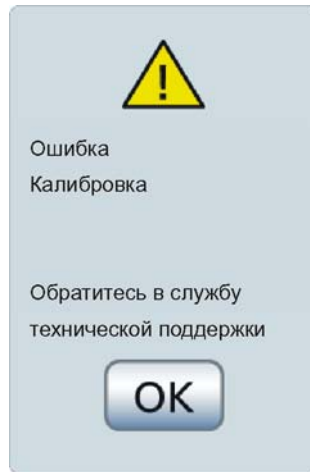 Ошибка
Калибровка
Обратитесь в службу
технической поддержки
OK